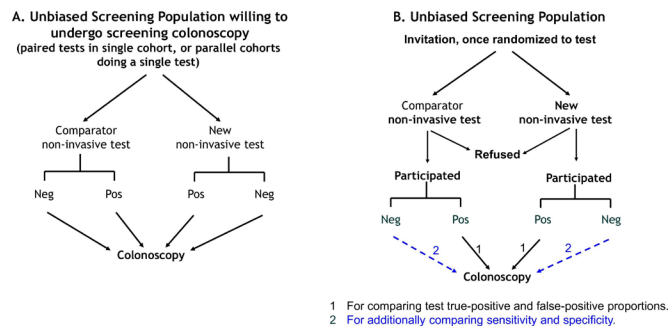 A. Unbiased Screening Population willing to
undergo screening colonoscopy
(paired tests in single cohort, or parallel cohorts
doing a single test)
Comparator
non-invasive test
New
non-invasive test
Neg
Pos
Pos
Neg
Colonoscopy
B. Unbiased Screening Population
Invitation, once randomized to test
Comparator
non-invasive test
New
non-invasive test
Refused
Participated
Participated
Neg
Pos
Pos
Neg
2
1
1
2
Colonoscopy
1 For comparing test true-positive and false-positive proportions.
2 For additionally comparing sensitivity and specificity.